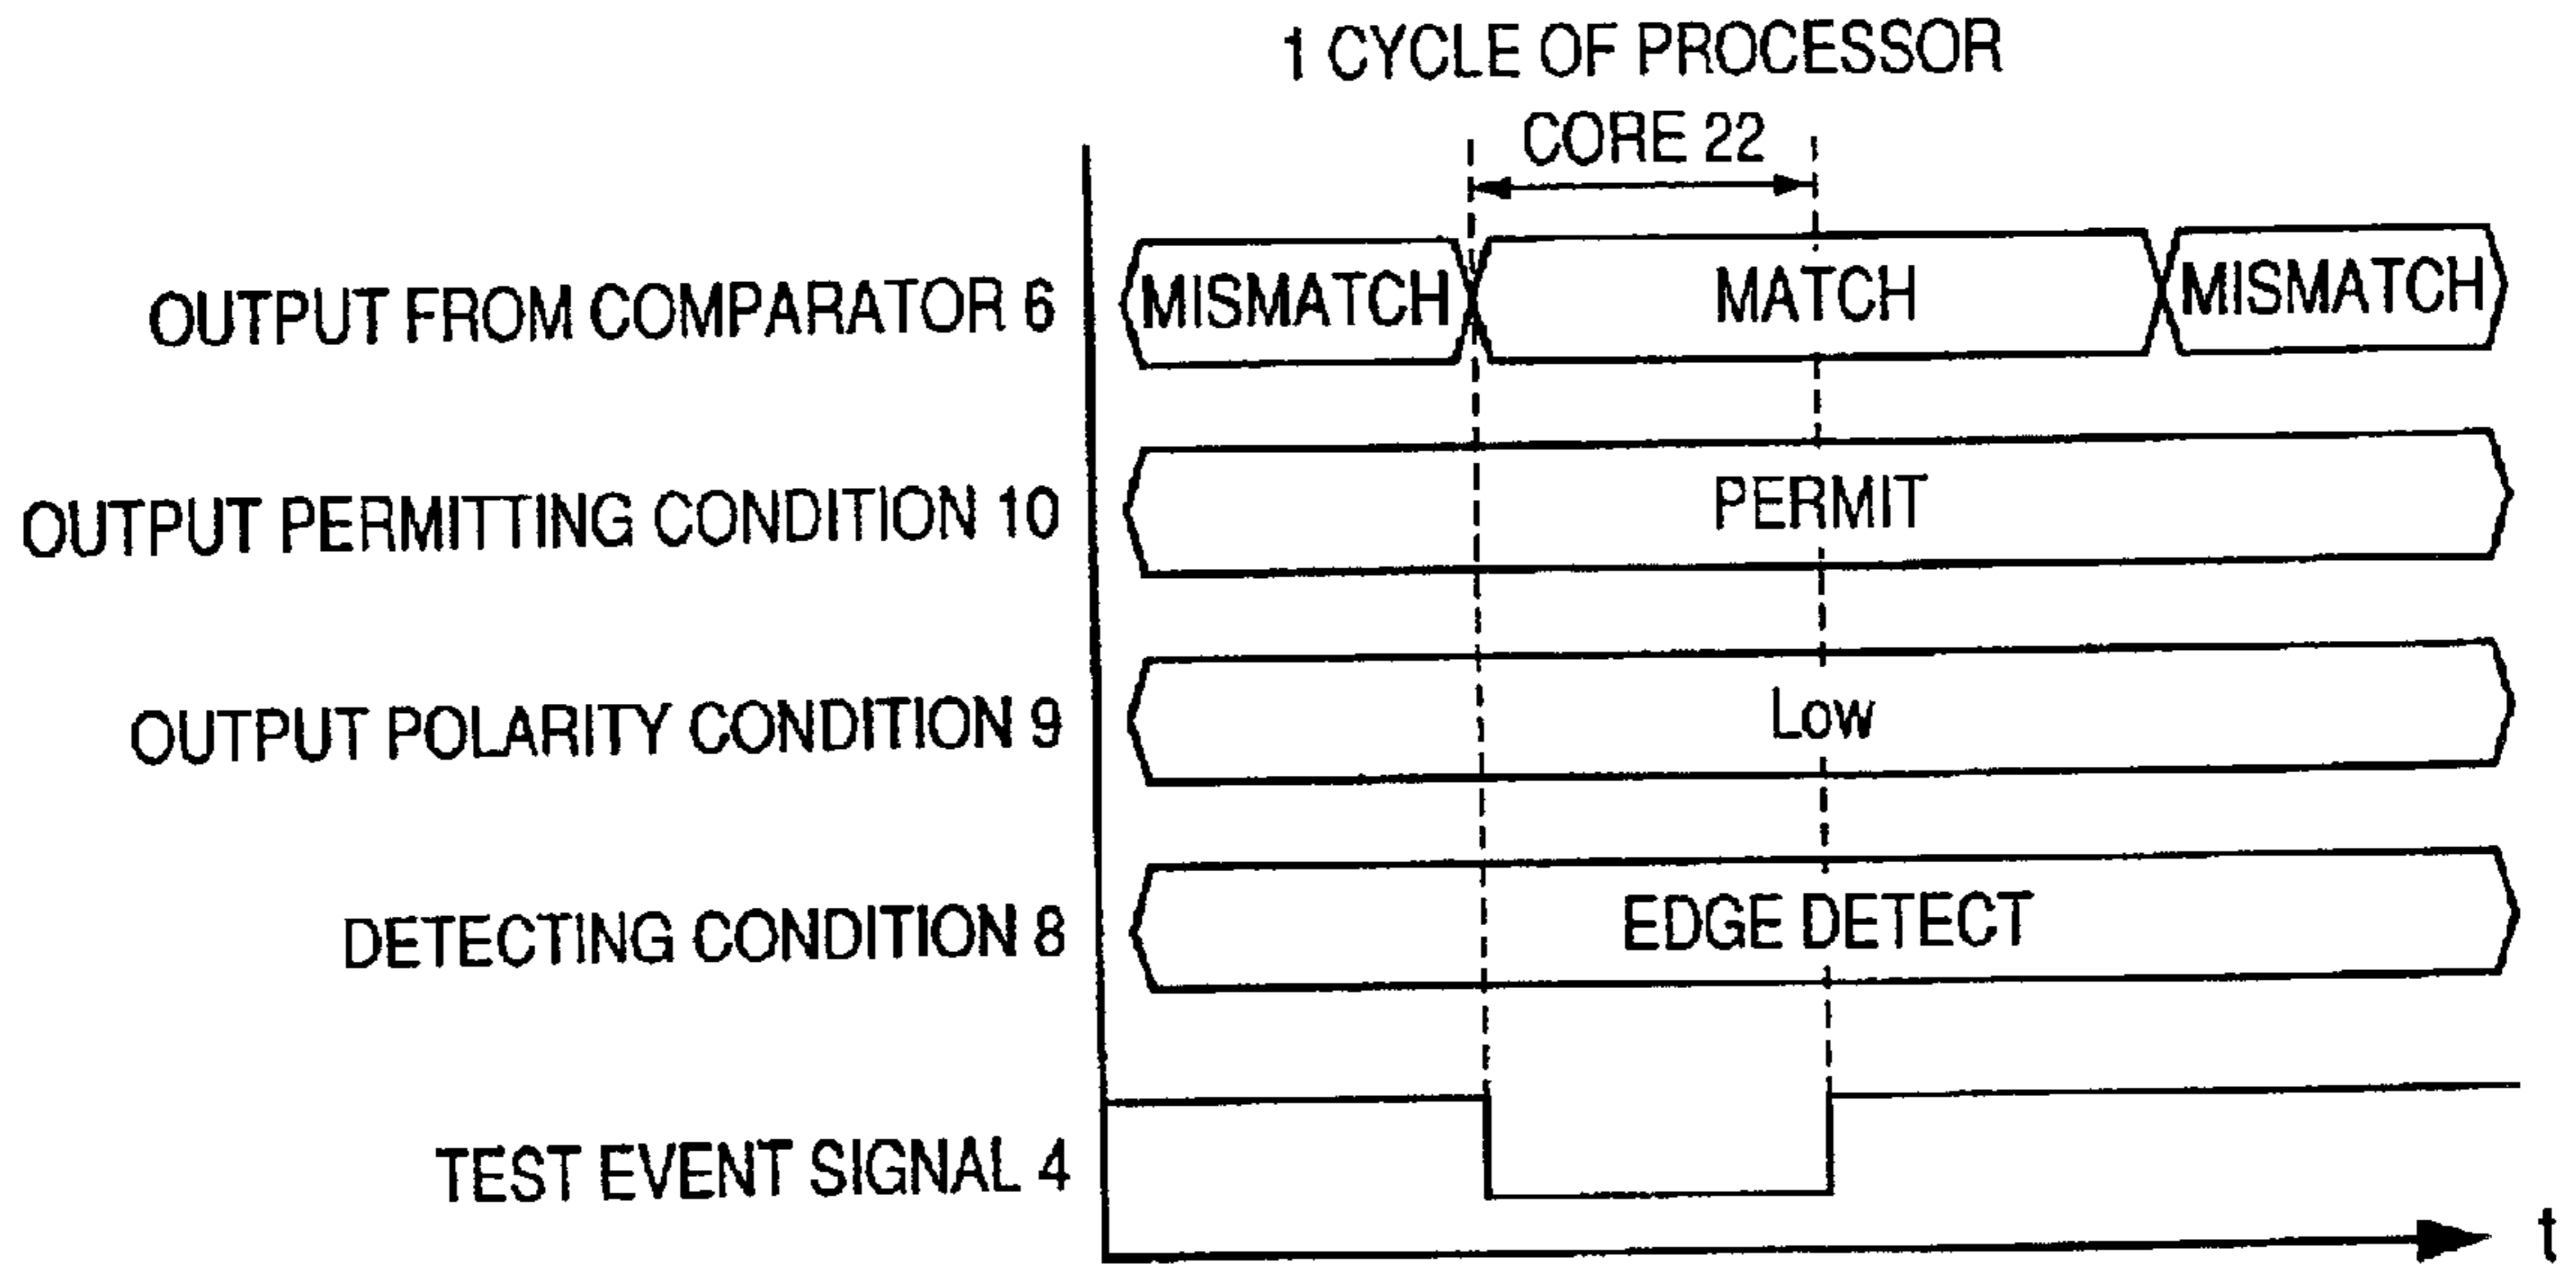 1 CYCLE OF PROCESSOR
CORE 22
OUTPUT FROM COMPARATOR 6
MISMATCH
MATCH
MISMATCH
OUTPUT PERMITTING CONDITION 10
PERMIT
OUTPUT POLARITY CONDITION 9
Low
DETECTING CONDITION 8
EDGE DETECT
TEST EVENT SIGNAL 4
t